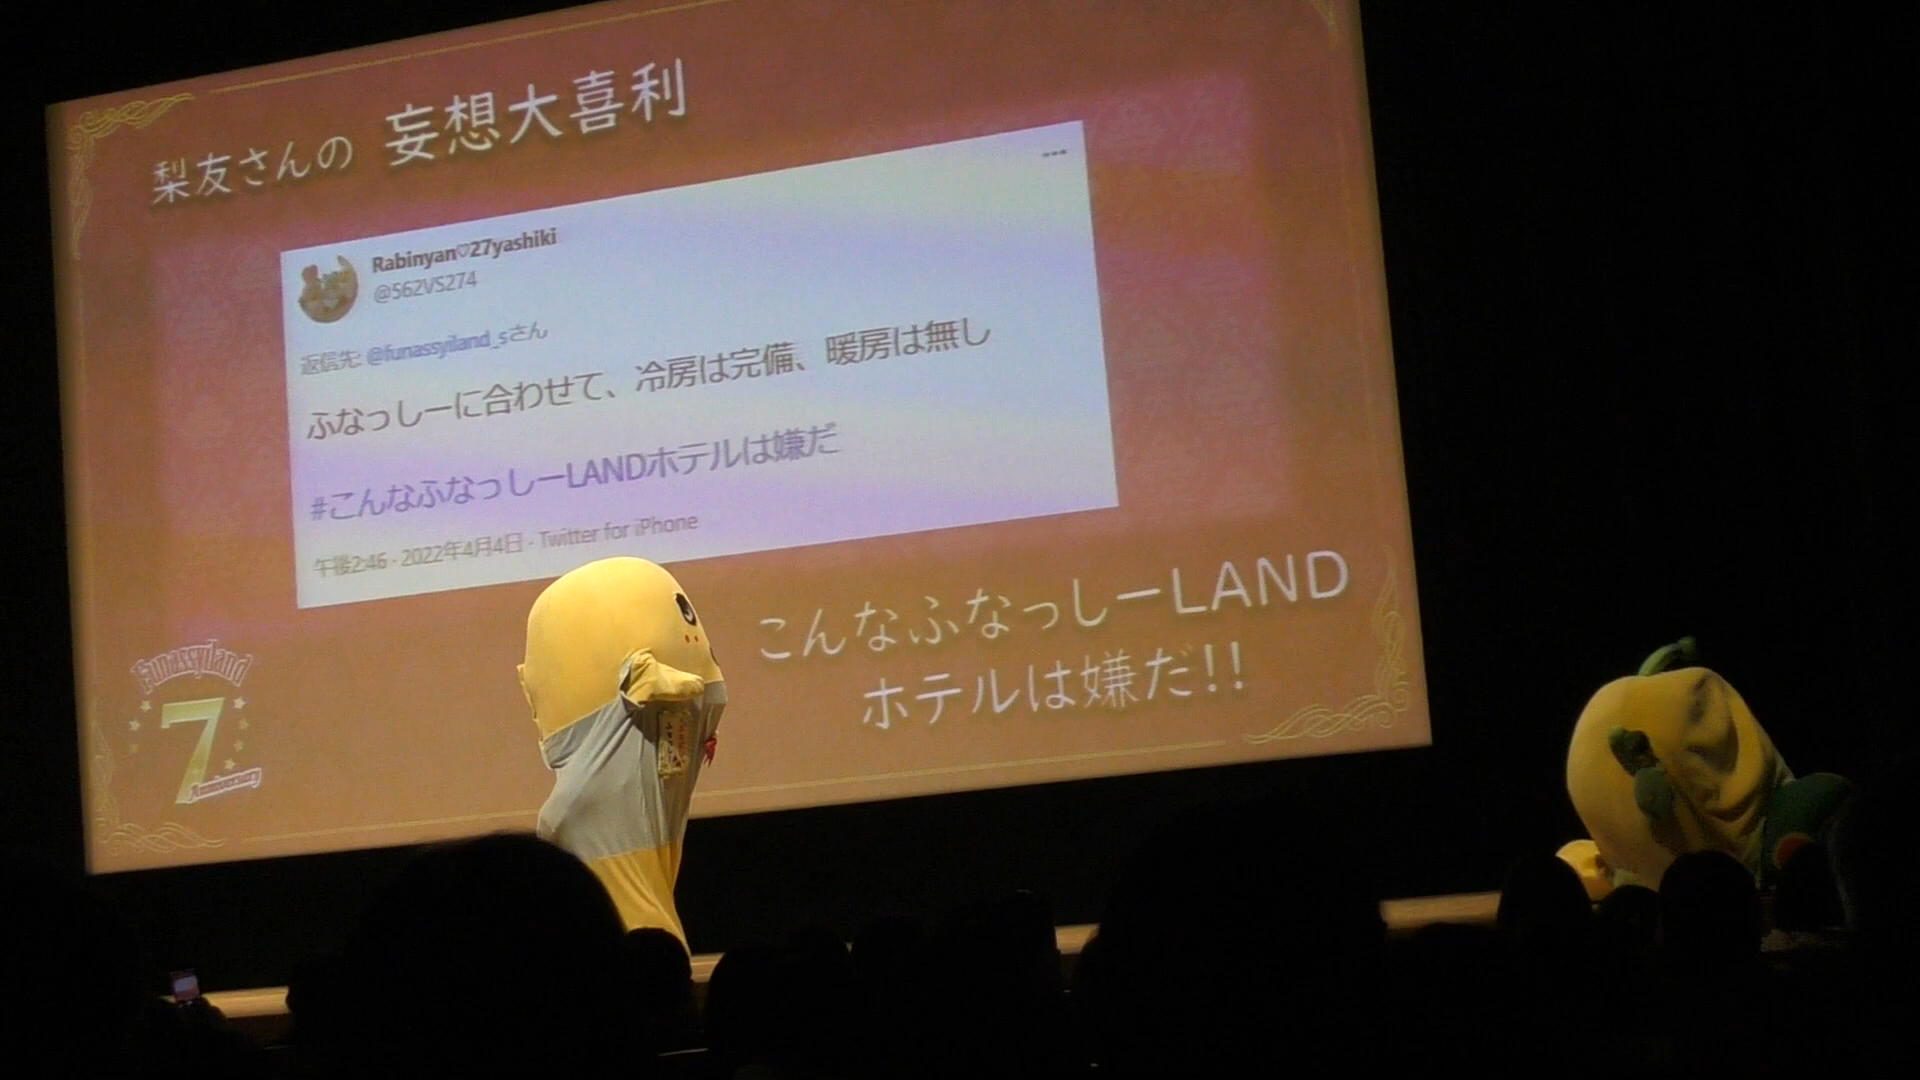 梨友さんの 妄想大喜利
Rabinyan♡27yashiki
@562VS274
返信先: @funassyiland_sさん
ふなっしーに合わせて、冷房は完備、暖房は無し
#こんなふなっしーLANDホテルは嫌だ
午後2:46 · 2022年4月4日 · Twitter for iPhone
こんなふなっしーLAND
ホテルは嫌だ!!
Funassyiland
7
Anniversary